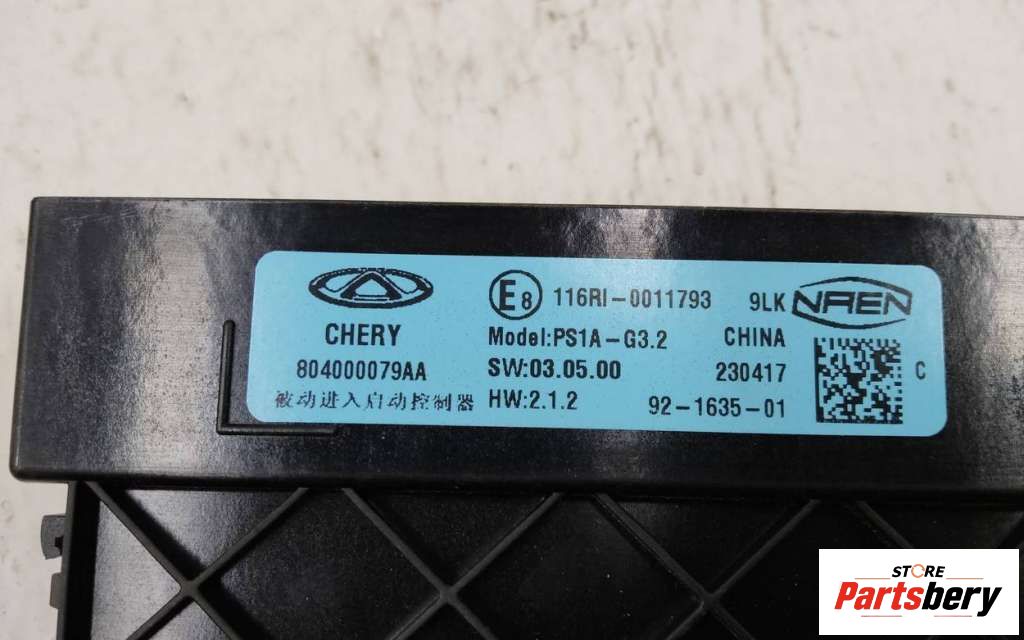 CHERY
804000079AA
被动进入启动控制器
E8 116RI-0011793
Model:PS1A-G3.2
SW:03.05.00
HW:2.1.2
9LK NAEN
CHINA
230417
92-1635-01
C
STORE
Partsbery